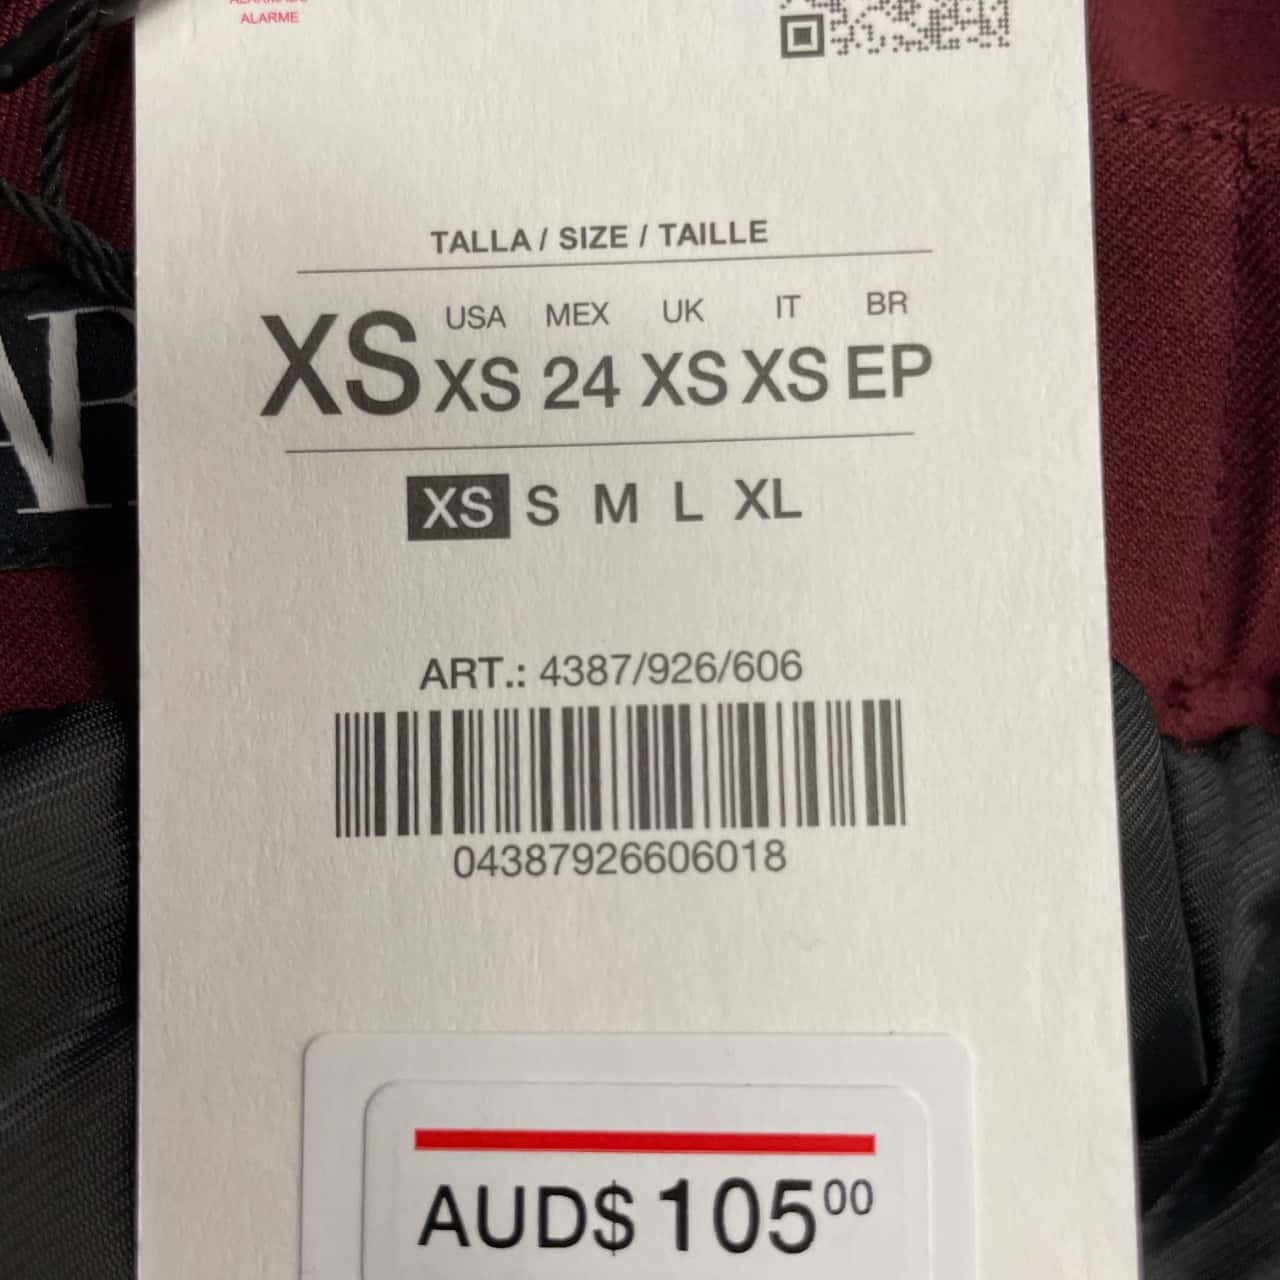 ALARME
TALLA / SIZE / TAILLE
XS
USA MEX UK IT BR
XS 24 XS XS EP
XS S M L XL
ART.: 4387/926/606
04387926606018
AUD$ 105 00